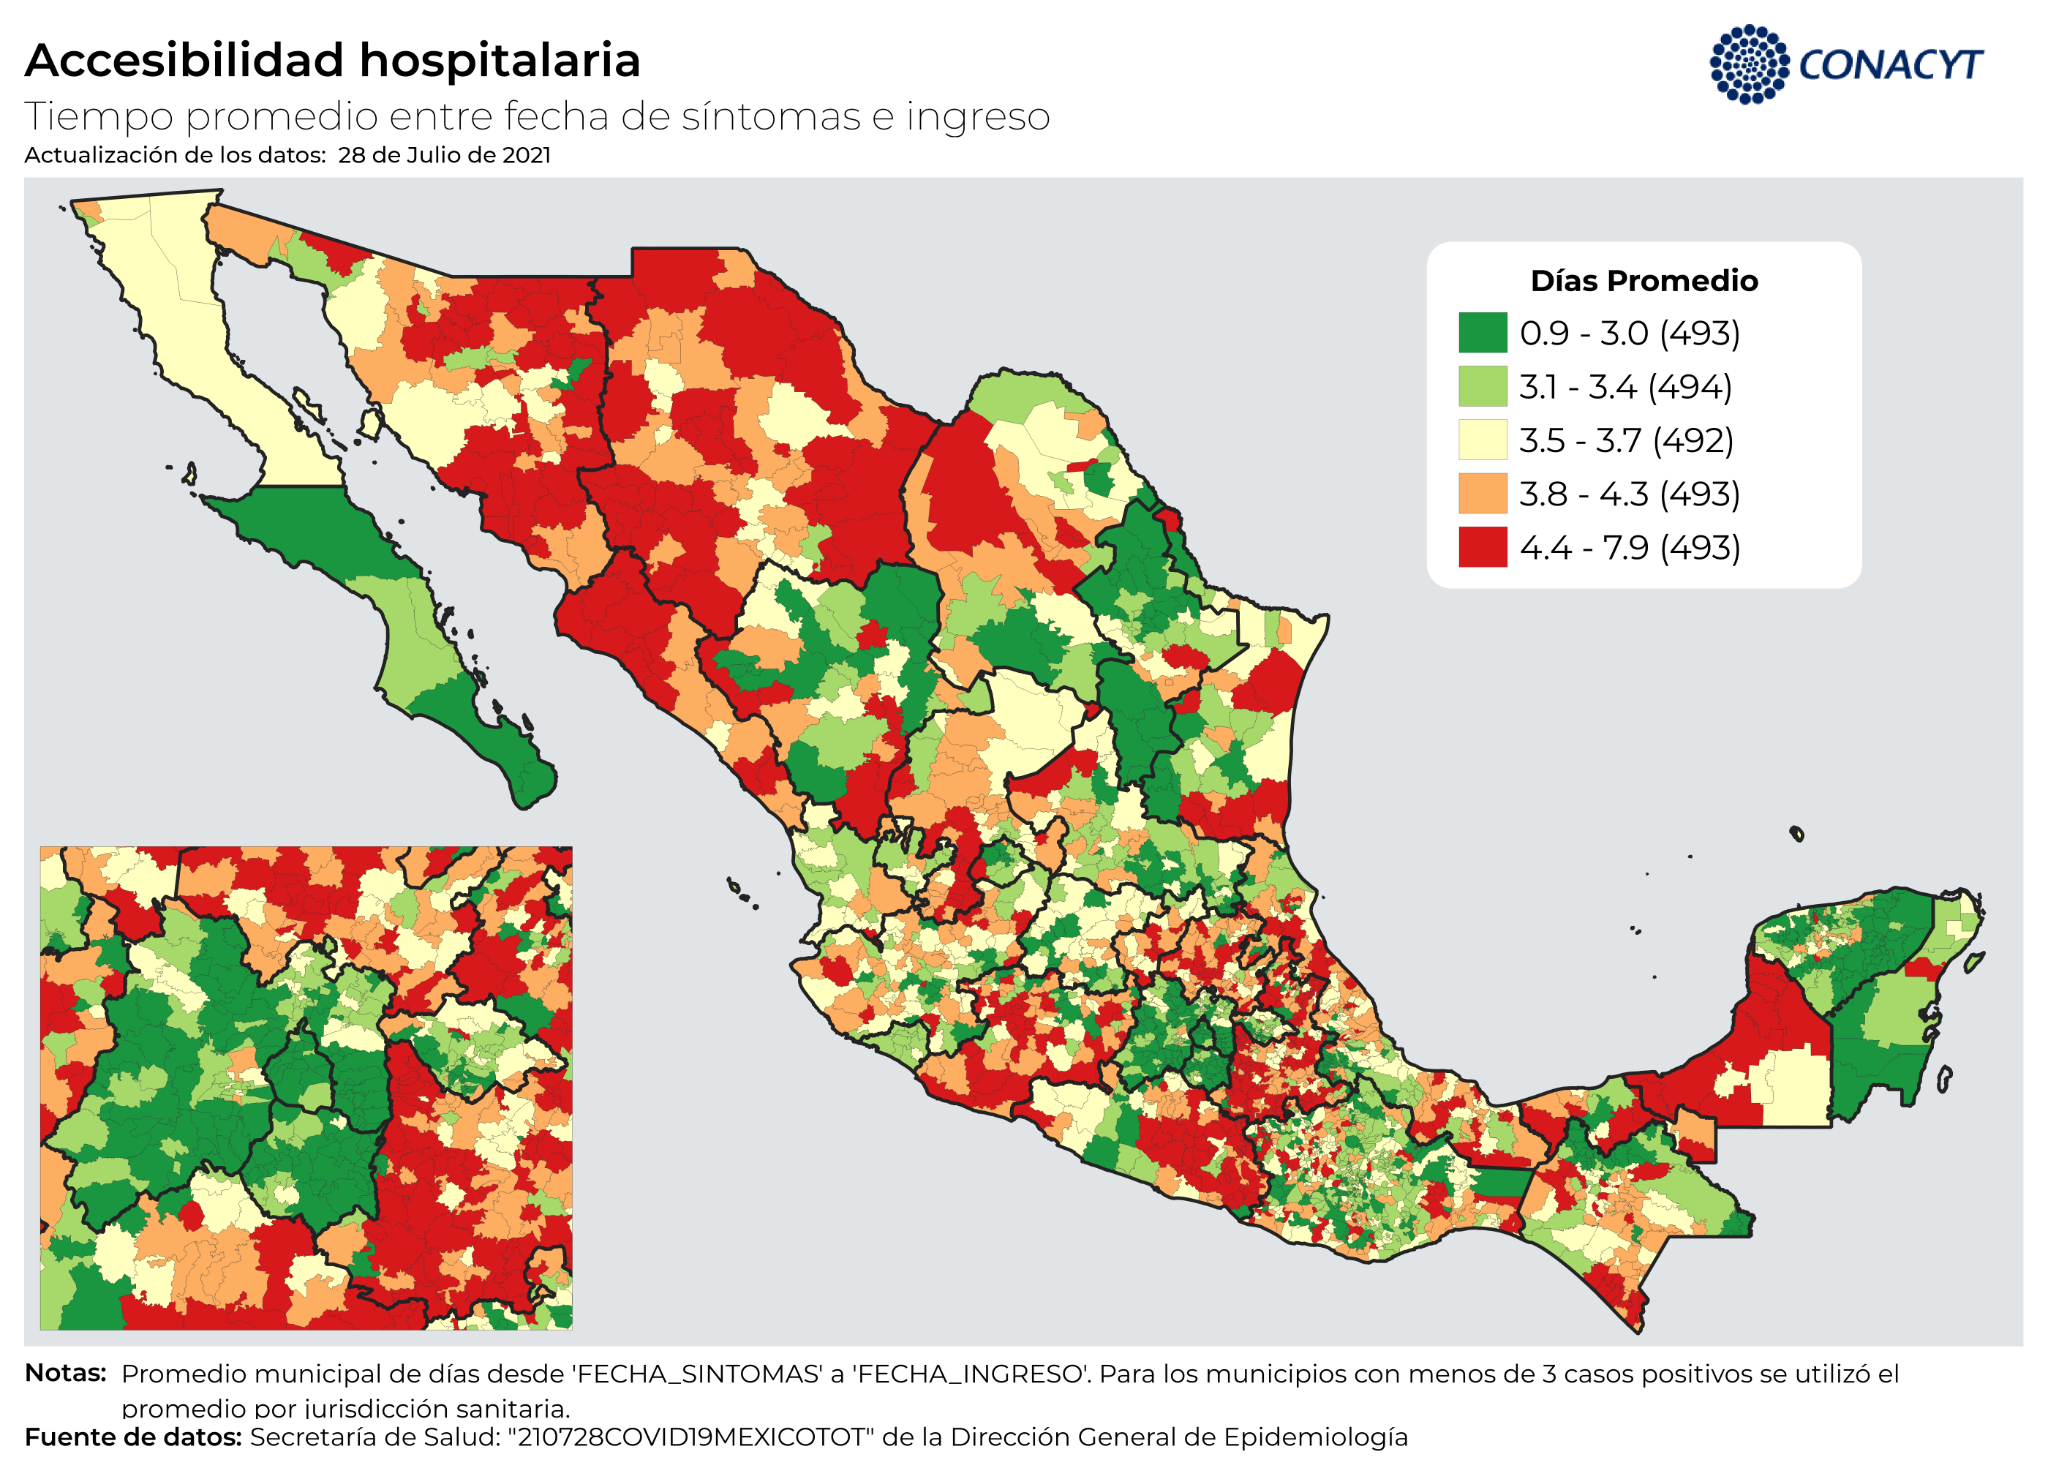 Accesibilidad hospitalaria
CONACYT
Tiempo promedio entre fecha de síntomas e ingreso
Actualización de los datos: 28 de Julio de 2021
Días Promedio
0.9 - 3.0 (493)
3.1 - 3.4 (494)
3.5 - 3.7 (492)
3.8 - 4.3 (493)
4.4 - 7.9 (493)
Notas: Promedio municipal de días desde 'FECHA_SINTOMAS' a 'FECHA_INGRESO'. Para los municipios con menos de 3 casos positivos se utilizó el
promedio por jurisdicción sanitaria.
Fuente de datos: Secretaría de Salud: "210728COVID19MEXICOTOT" de la Dirección General de Epidemiología